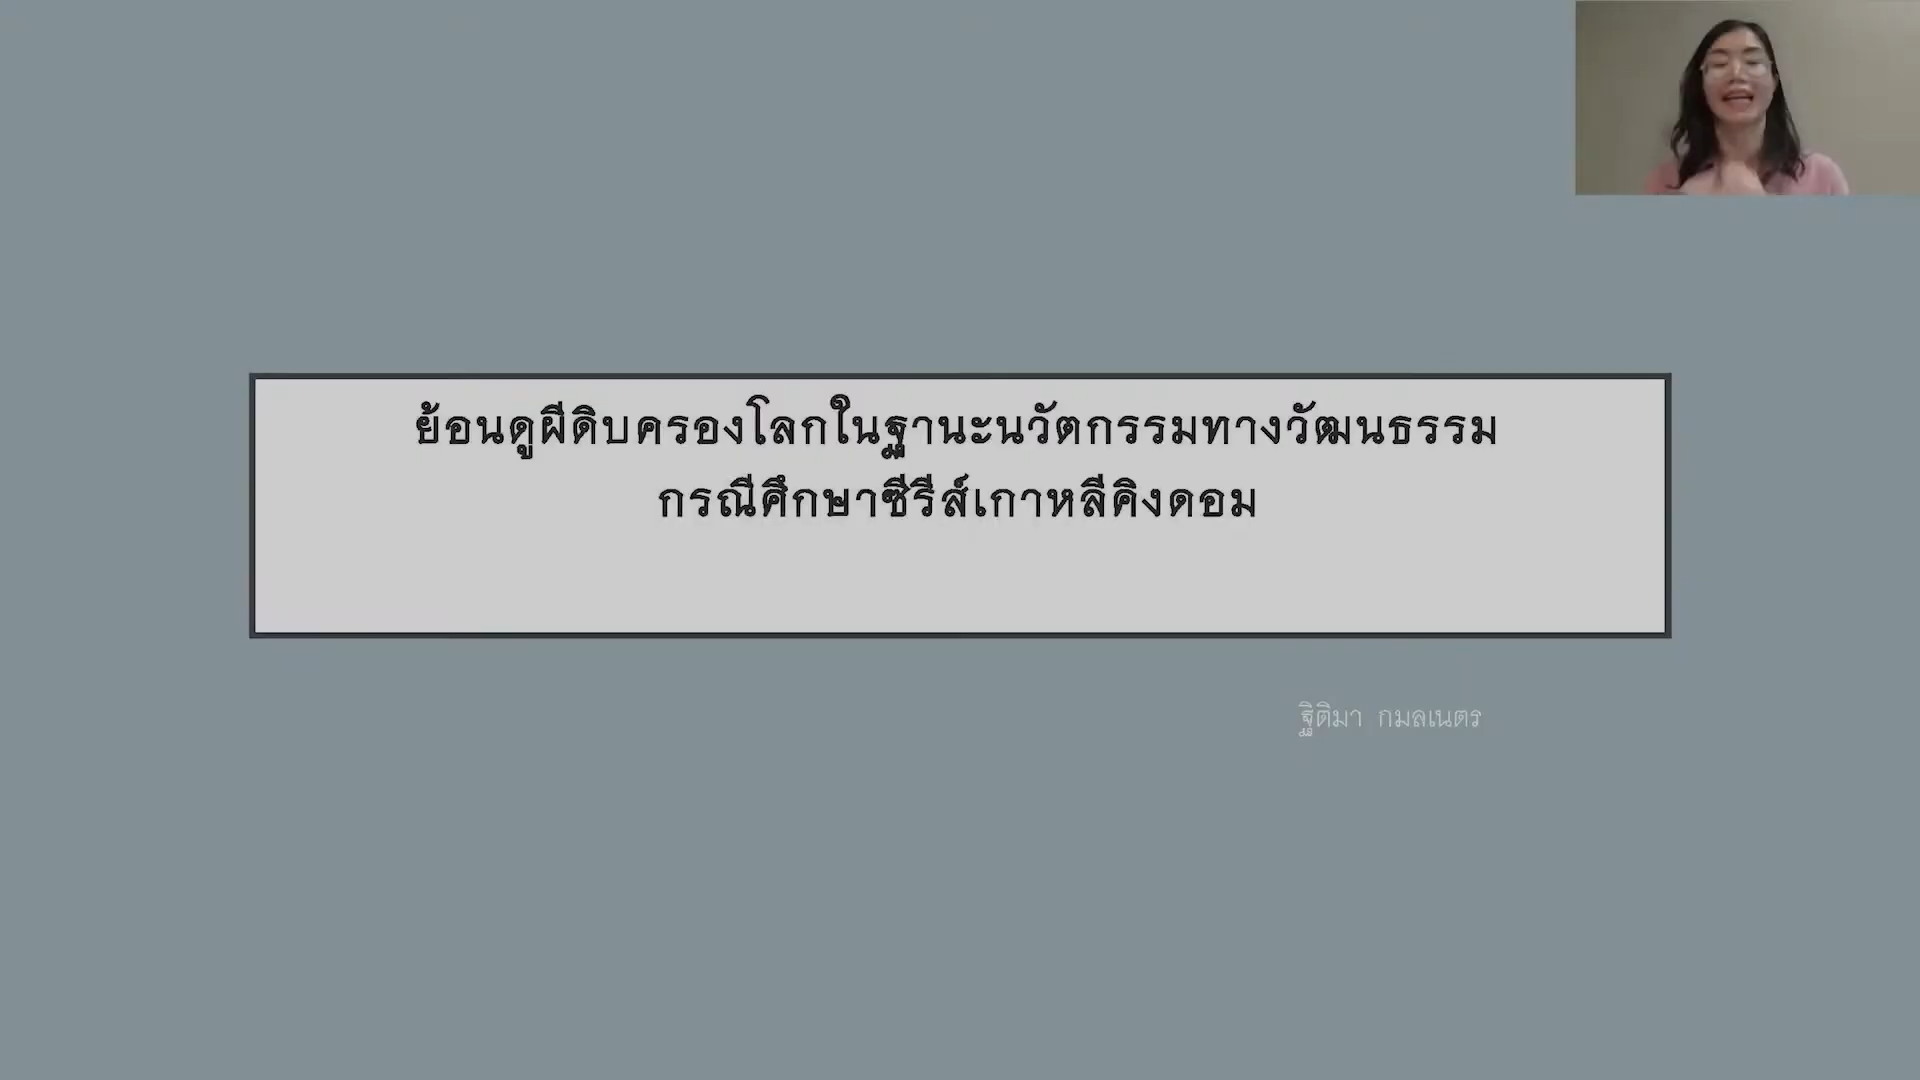 ย้อนดูผีดิบครองโลกในฐานะนวัตกรรมทางวัฒนธรรม
กรณีศึกษาซีรีส์เกาหลีคิงดอม
ฐิติมา กมลเนตร